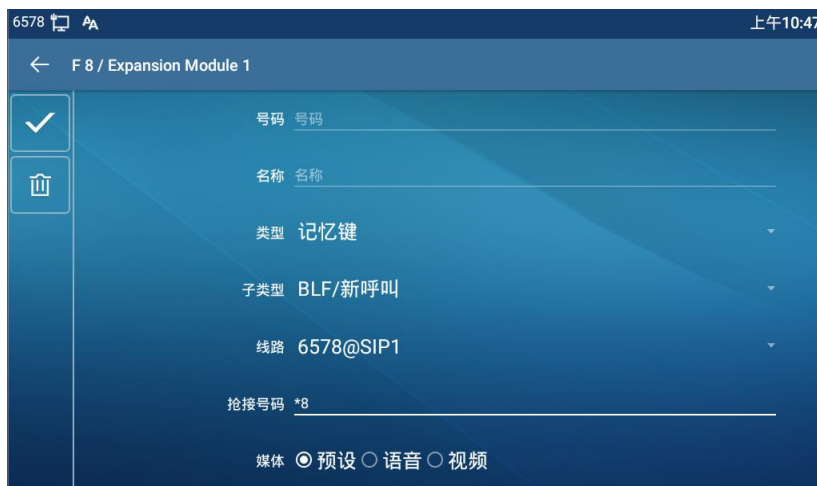 6578 AA 上午10:47
F 8 / Expansion Module 1
号码 号码
名称 名称
类型 记忆键
子类型 BLF/新呼叫
线路 6578@SIP1
抢接号码 *8
媒体 预设 语音 视频